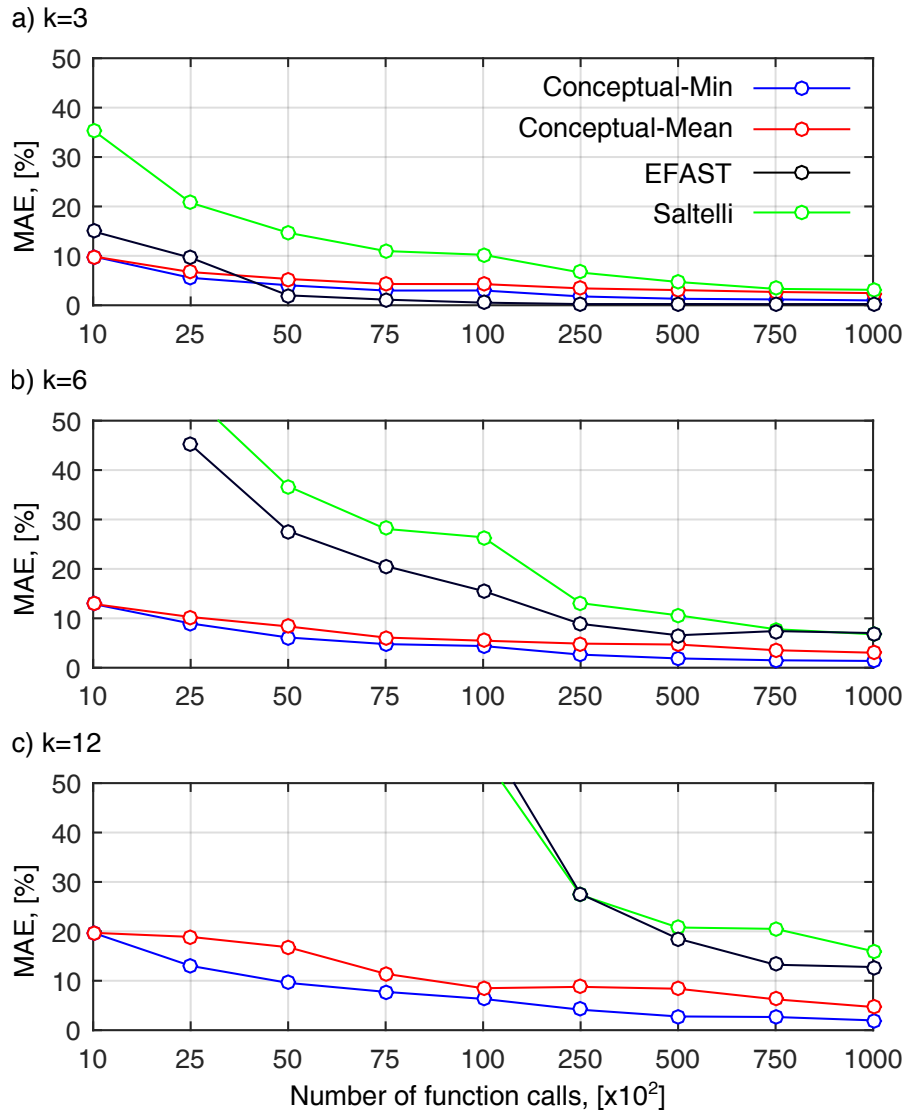 a) k=3
50
40
30
20
10
0
MAE, [%]
Conceptual-Min
Conceptual-Mean
EFAST
Saltelli
10 25 50 75 100 250 500 750 1000
b) k=6
50
40
30
20
10
0
MAE, [%]
10 25 50 75 100 250 500 750 1000
c) k=12
50
40
30
20
10
0
MAE, [%]
10 25 50 75 100 250 500 750 1000
Number of function calls, [x10²]